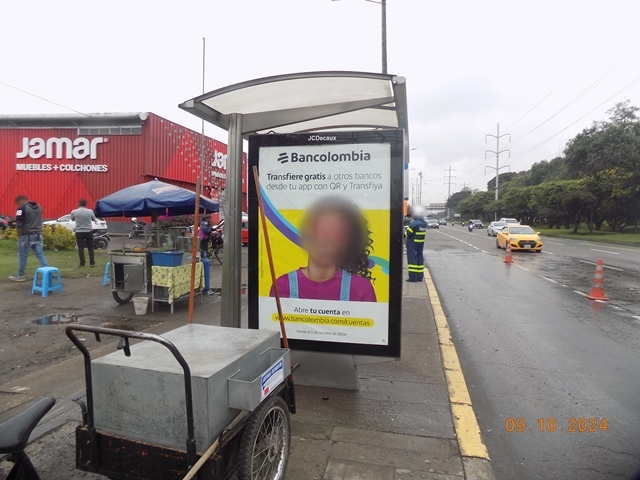 Jamar
MUEBLES + COLCHONES
JCDecaux
Bancolombia
Transfiere gratis a otros bancos
desde tu app con QR y Transfiya
Abre tu cuenta en
www.bancolombia.com/cuentas
09.10.2024